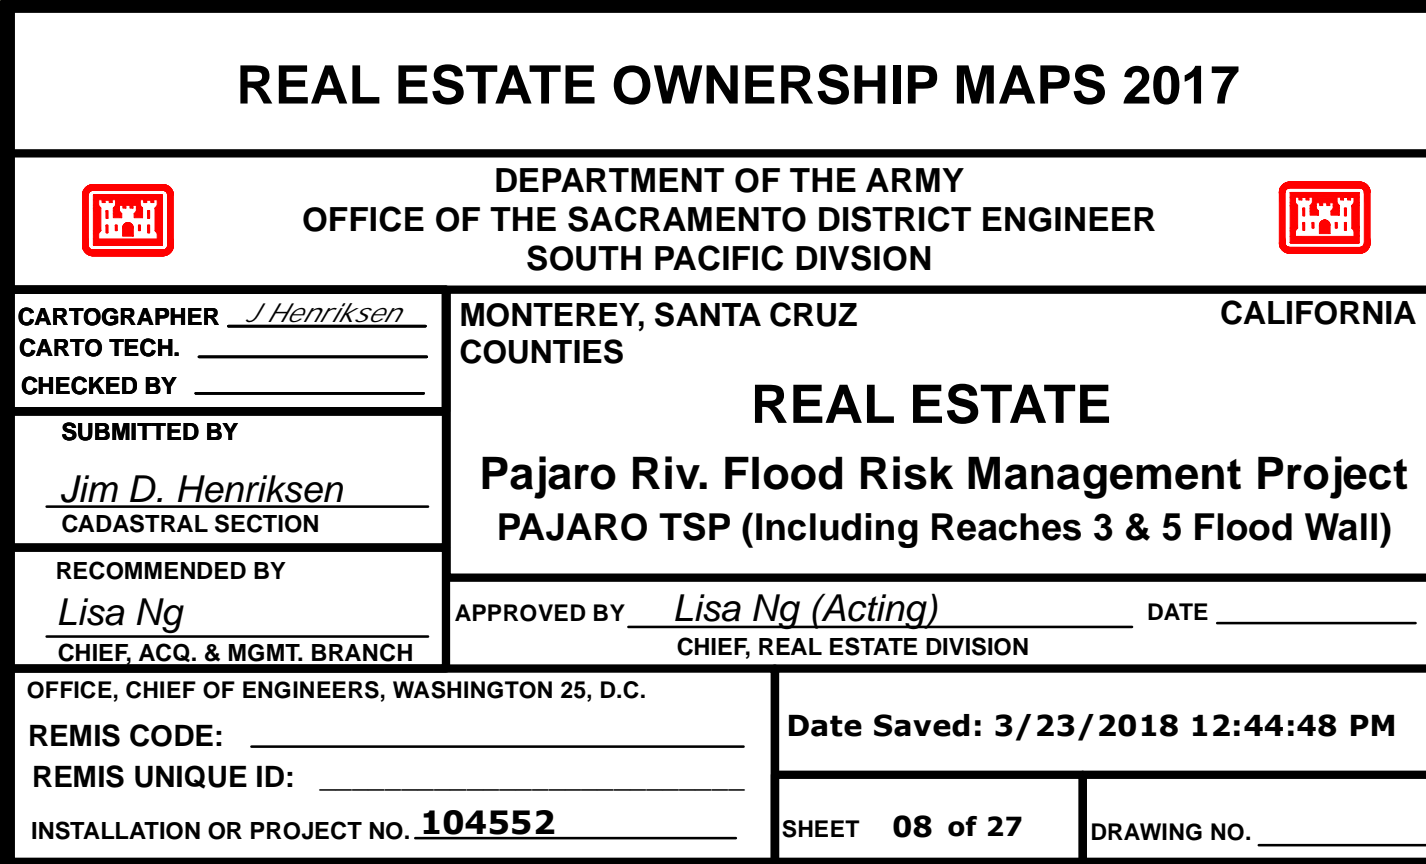 REAL ESTATE OWNERSHIP MAPS 2017
DEPARTMENT OF THE ARMY
OFFICE OF THE SACRAMENTO DISTRICT ENGINEER
SOUTH PACIFIC DIVSION
CARTOGRAPHER J Henriksen
CARTO TECH.
CHECKED BY
SUBMITTED BY
Jim D. Henriksen
CADASTRAL SECTION
RECOMMENDED BY
Lisa Ng
CHIEF, ACQ. & MGMT. BRANCH
MONTEREY, SANTA CRUZ CALIFORNIA
COUNTIES
REAL ESTATE
Pajaro Riv. Flood Risk Management Project
PAJARO TSP (Including Reaches 3 & 5 Flood Wall)
APPROVED BY Lisa Ng (Acting) DATE
CHIEF, REAL ESTATE DIVISION
OFFICE, CHIEF OF ENGINEERS, WASHINGTON 25, D.C.
REMIS CODE:
REMIS UNIQUE ID:
INSTALLATION OR PROJECT NO. 104552
Date Saved: 3/23/2018 12:44:48 PM
SHEET 08 of 27
DRAWING NO.